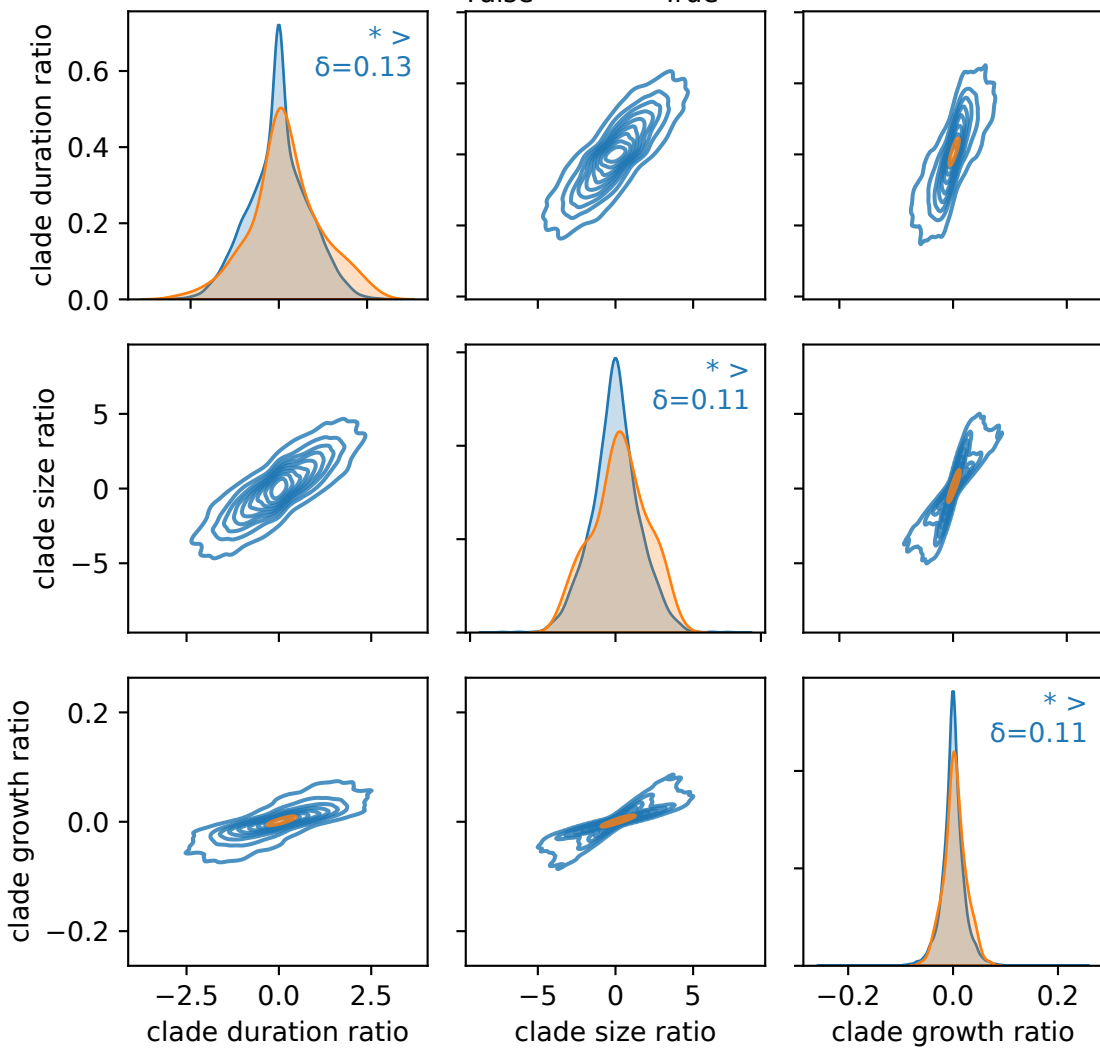 clade duration ratio
0.6
0.4
0.2
0.0
* >
δ=0.13
clade size ratio
5
0
−5
* >
δ=0.11
clade growth ratio
0.2
0.0
−0.2
* >
δ=0.11
−2.5 0.0 2.5
−5 0 5
−0.2 0.0 0.2
clade duration ratio
clade size ratio
clade growth ratio